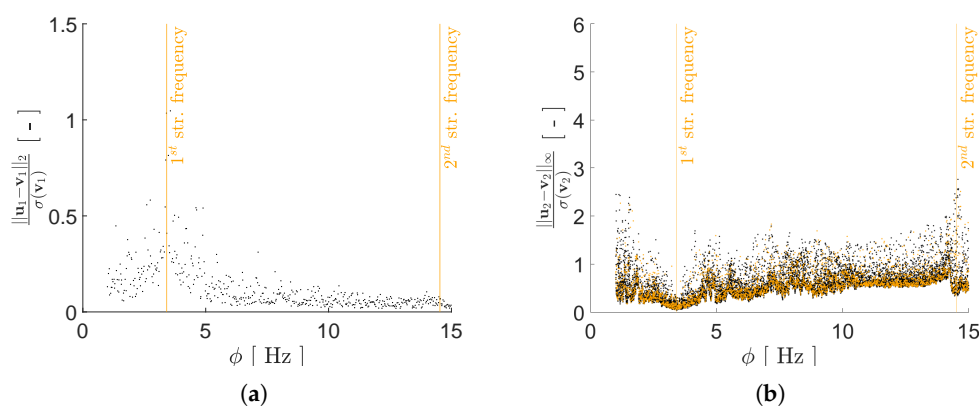 1.5
1
0.5
0
0
5
10
15
||u₁−v₁||₂
σ(v₁)
[ - ]
ϕ [ Hz ]
1ˢᵗ str. frequency
2ⁿᵈ str. frequency
(a)
6
5
4
3
2
1
0
0
5
10
15
||u₂−v₂||∞
σ(v₂)
[ - ]
ϕ [ Hz ]
1ˢᵗ str. frequency
2ⁿᵈ str. frequency
(b)